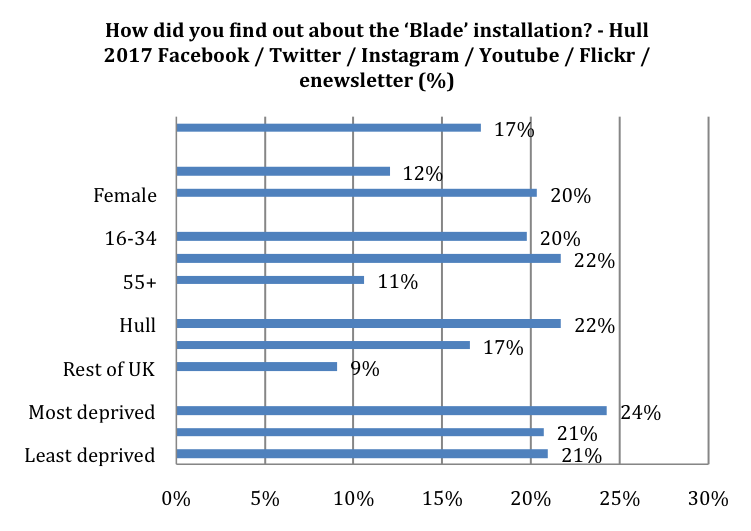 How did you find out about the ‘Blade’ installation? - Hull
2017 Facebook / Twitter / Instagram / Youtube / Flickr /
enewsletter (%)
17%
12%
Female 20%
16-34 20%
22%
55+ 11%
Hull 22%
17%
Rest of UK 9%
Most deprived 24%
21%
Least deprived 21%
0% 5% 10% 15% 20% 25% 30%